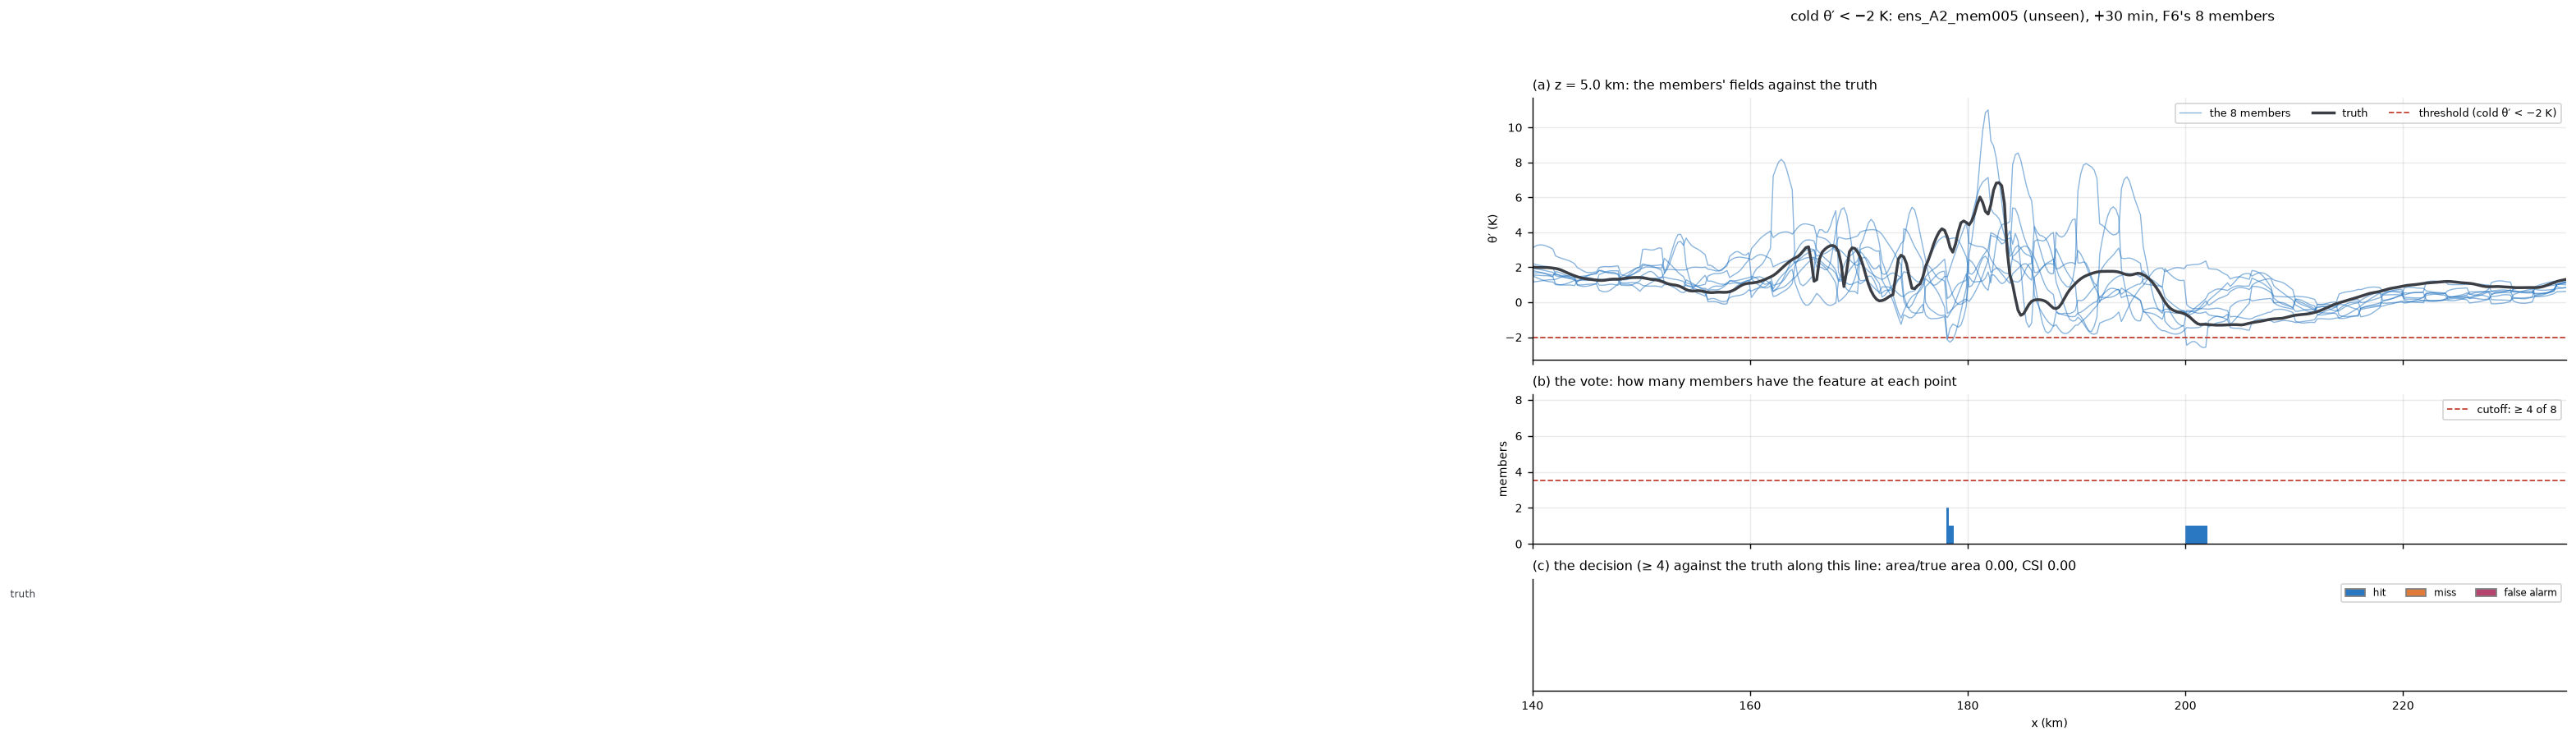 cold θ′ < −2 K: ens_A2_mem005 (unseen), +30 min, F6's 8 members
(a) z = 5.0 km: the members' fields against the truth
the 8 members truth threshold (cold θ′ < −2 K)
10
8
6
4
2
0
−2
θ′ (K)
(b) the vote: how many members have the feature at each point
cutoff: ≥ 4 of 8
8
6
4
2
0
members
(c) the decision (≥ 4) against the truth along this line: area/true area 0.00, CSI 0.00
hit miss false alarm
truth
140 160 180 200 220
x (km)